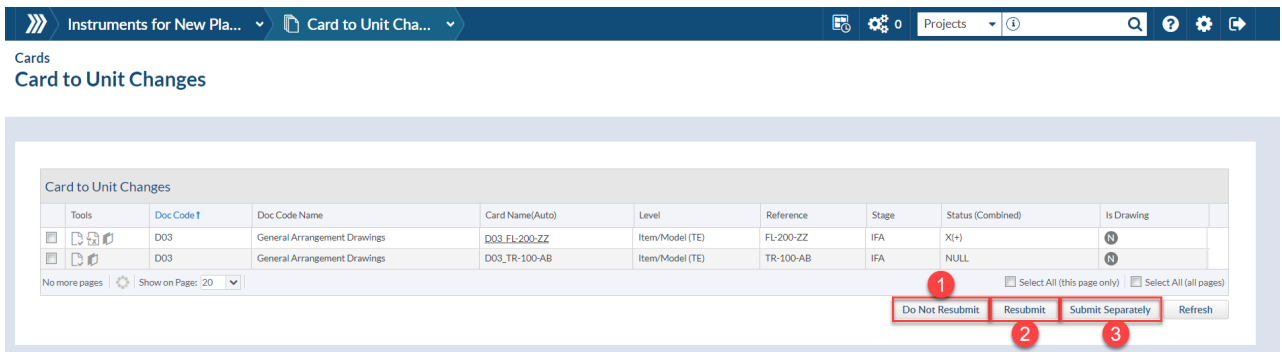 Instruments for New Pla... Card to Unit Cha... 0 Projects
Cards
Card to Unit Changes
Card to Unit Changes
Tools Doc Code Doc Code Name Card Name(Auto) Level Reference Stage Status (Combined) Is Drawing
D03 General Arrangement Drawings D03_FL-200-ZZ Item/Model (TE) FL-200-ZZ IFA X(+) N
D03 General Arrangement Drawings D03_TR-100-AB Item/Model (TE) TR-100-AB IFA NULL N
No more pages Show on Page: 20 Select All (this page only) Select All (all pages)
1
Do Not Resubmit Resubmit Submit Separately Refresh
2 3